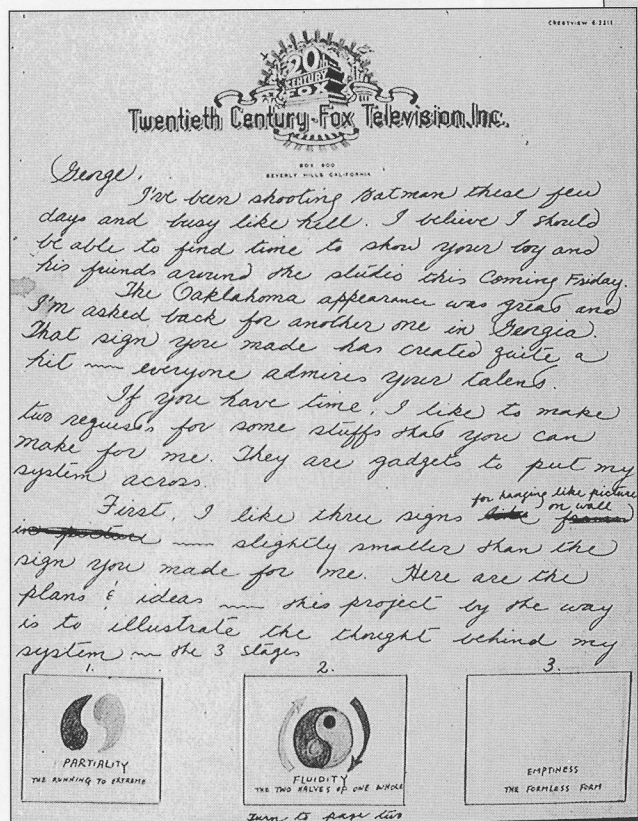 CRESTVIEW 6-2211
20th
CENTURY
FOX
Twentieth Century-Fox Television, Inc.
BOX 900
BEVERLY HILLS CALIFORNIA
George,
I've been shooting Batman these few
days and busy like hell. I believe I should
be able to find time to show your boy and
his friends around the studio this coming Friday.
The Oaklahoma appearance was great and
I'm asked back for another one in Georgia.
That sign you made has created quite a
hit — everyone admires your talent.
If you have time, I like to make
two requests for some stuffs that you can
make for me. They are gadgets to put my
system across.
for hanging like picture
First, I like three signs on wall
— slightly smaller than the
sign you made for me. Here are the
plans & ideas — this project by the way
is to illustrate the thought behind my
system — the 3 stages
1. 2. 3.
PARTIALITY
THE RUNNING TO EXTREME
FLUIDITY
THE TWO HALVES OF ONE WHOLE
EMPTINESS
THE FORMLESS FORM
Turn to page two